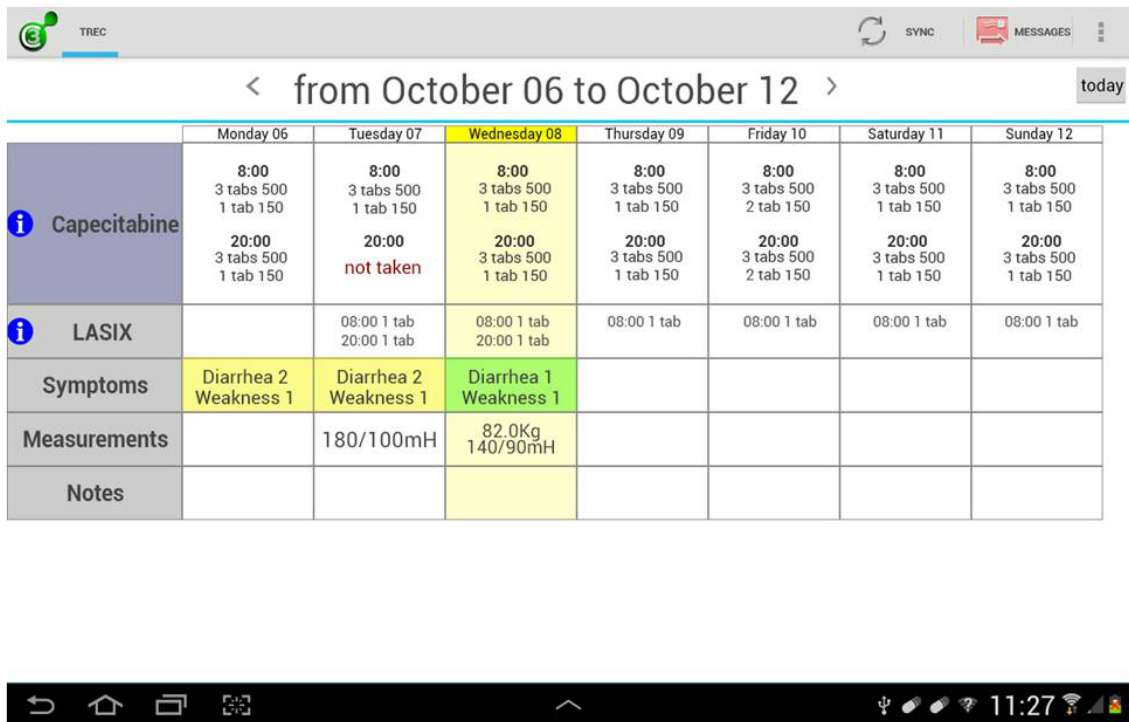 3 TREC SYNC MESSAGES
< from October 06 to October 12 > today
Monday 06 Tuesday 07 Wednesday 08 Thursday 09 Friday 10 Saturday 11 Sunday 12
i Capecitabine
8:00 8:00 8:00 8:00 8:00 8:00 8:00
3 tabs 500 3 tabs 500 3 tabs 500 3 tabs 500 3 tabs 500 3 tabs 500 3 tabs 500
1 tab 150 1 tab 150 1 tab 150 1 tab 150 2 tab 150 1 tab 150 1 tab 150
20:00 20:00 20:00 20:00 20:00 20:00 20:00
3 tabs 500 not taken 3 tabs 500 3 tabs 500 3 tabs 500 3 tabs 500 3 tabs 500
1 tab 150 1 tab 150 1 tab 150 2 tab 150 1 tab 150 1 tab 150
i LASIX
08:00 1 tab 08:00 1 tab 08:00 1 tab 08:00 1 tab 08:00 1 tab 08:00 1 tab
20:00 1 tab 20:00 1 tab
Symptoms
Diarrhea 2 Diarrhea 2 Diarrhea 1
Weakness 1 Weakness 1 Weakness 1
Measurements
180/100mH 82.0Kg
140/90mH
Notes
11:27